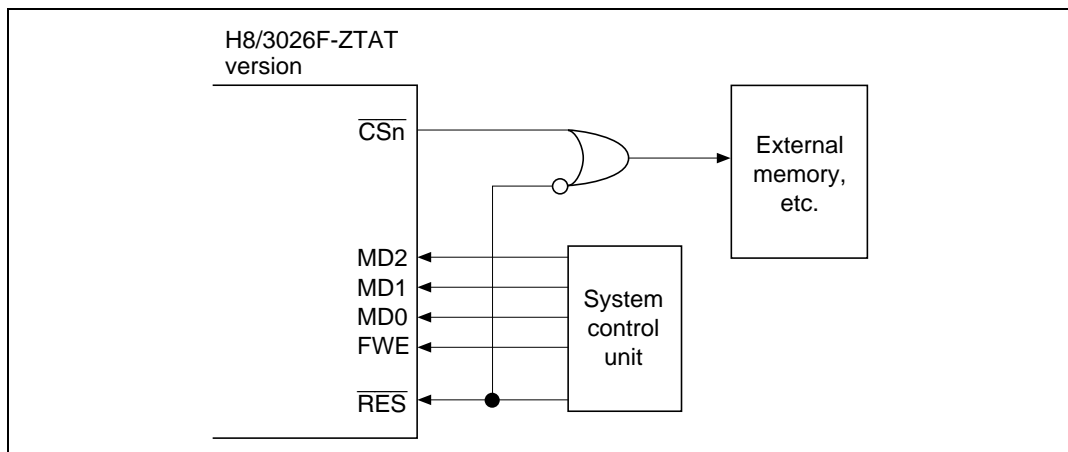 H8/3026F-ZTAT
version
CSn
External
memory,
etc.
MD2
MD1
MD0
FWE
RES
System
control
unit